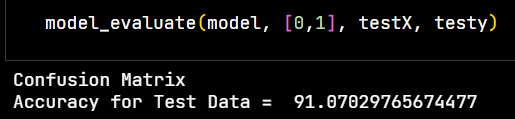 model_evaluate(model, [0,1], testX, testy)
Confusion Matrix
Accuracy for Test Data =  91.07029765674477